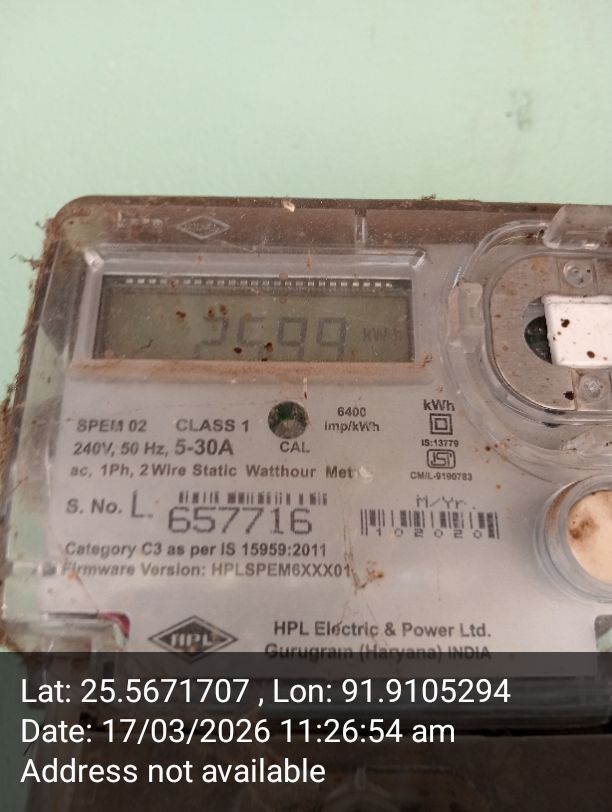 2599 kWh
SPEM 02 CLASS 1
6400 imp/kWh
kWh
240V, 50 Hz, 5-30A
CAL
IS:13779
ac, 1Ph, 2 Wire Static Watthour
CM/L-9190783
S. No. L 657716
M/Yr.
102020
Category C3 as per IS 15959:2011
Firmware Version: HPLSPEM6XXX01
HPL
HPL Electric & Power Ltd.
Gurugram (Haryana) INDIA
Lat: 25.5671707 , Lon: 91.9105294
Date: 17/03/2026 11:26:54 am
Address not available